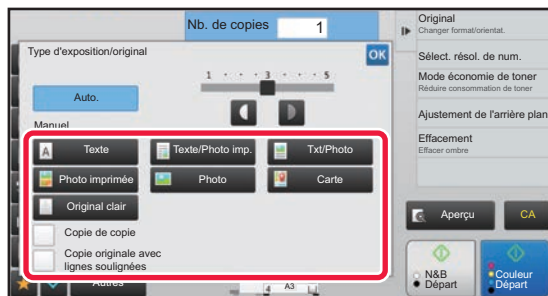 Nb. de copies 1
Type d'exposition/original
OK
1 3 5
Auto.
Manuel
A Texte
Texte/Photo imp.
Txt/Photo
Photo imprimée
Photo
Carte
Original clair
Copie de copie
Copie originale avec
lignes soulignées
Autres
4 A3
Original
Changer format/orientat.
Sélect. résol. de num.
Mode économie de toner
Réduire consommation de toner
Ajustement de l'arrière plan
Effacement
Effacer ombre
Aperçu
CA
N&B
Départ
Couleur
Départ